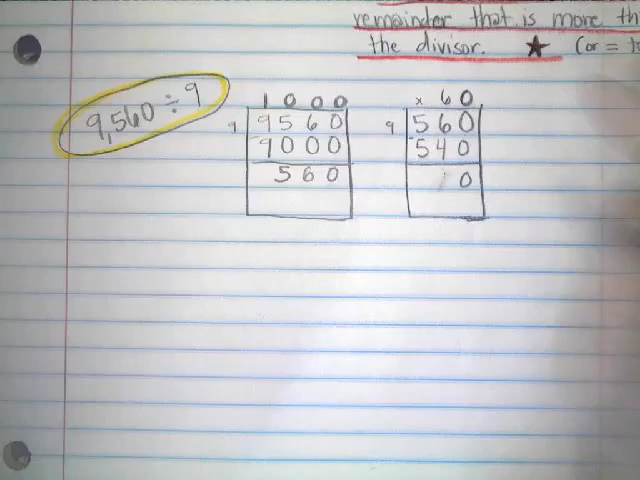 remainder that is more th
the divisor. ★ (or =
9,560 ÷ 9
1000
9 9560
-9000
560
x 60
9 560
-540
0